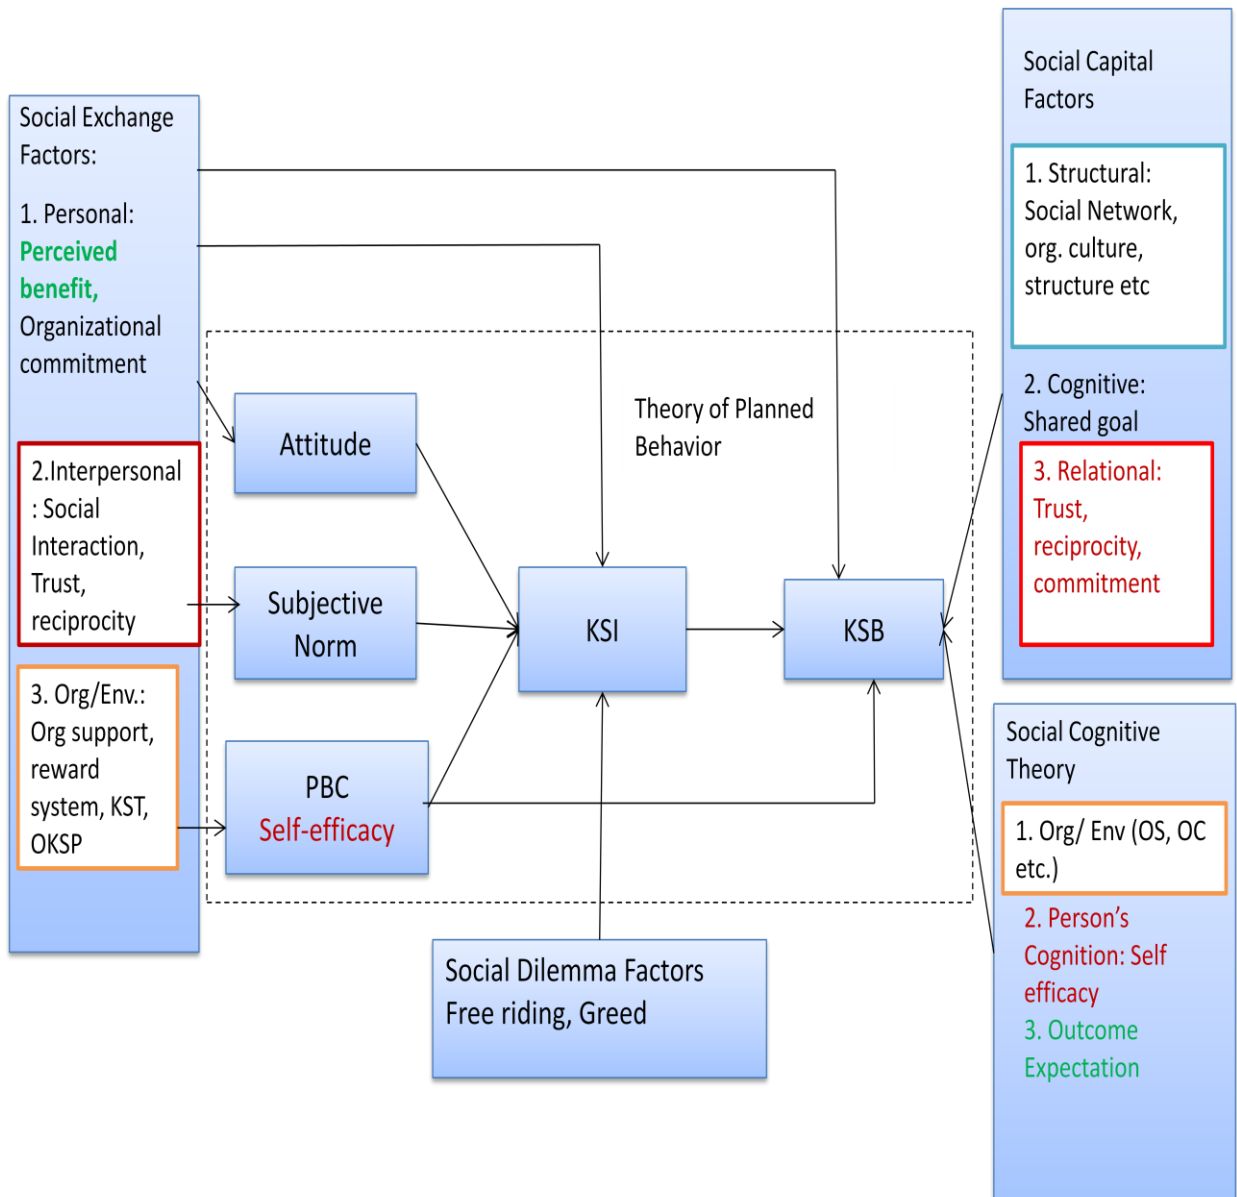 Social Exchange
Factors:
1. Personal:
Perceived
benefit,
Organizational
commitment
2.Interpersonal
: Social
Interaction,
Trust,
reciprocity
3. Org/Env.:
Org support,
reward
system, KST,
OKSP
Theory of Planned
Behavior
Attitude
Subjective
Norm
PBC
Self-efficacy
KSI
KSB
Social Dilemma Factors
Free riding, Greed
Social Capital
Factors
1. Structural:
Social Network,
org. culture,
structure etc
2. Cognitive:
Shared goal
3. Relational:
Trust,
reciprocity,
commitment
Social Cognitive
Theory
1. Org/ Env (OS, OC
etc.)
2. Person’s
Cognition: Self
efficacy
3. Outcome
Expectation